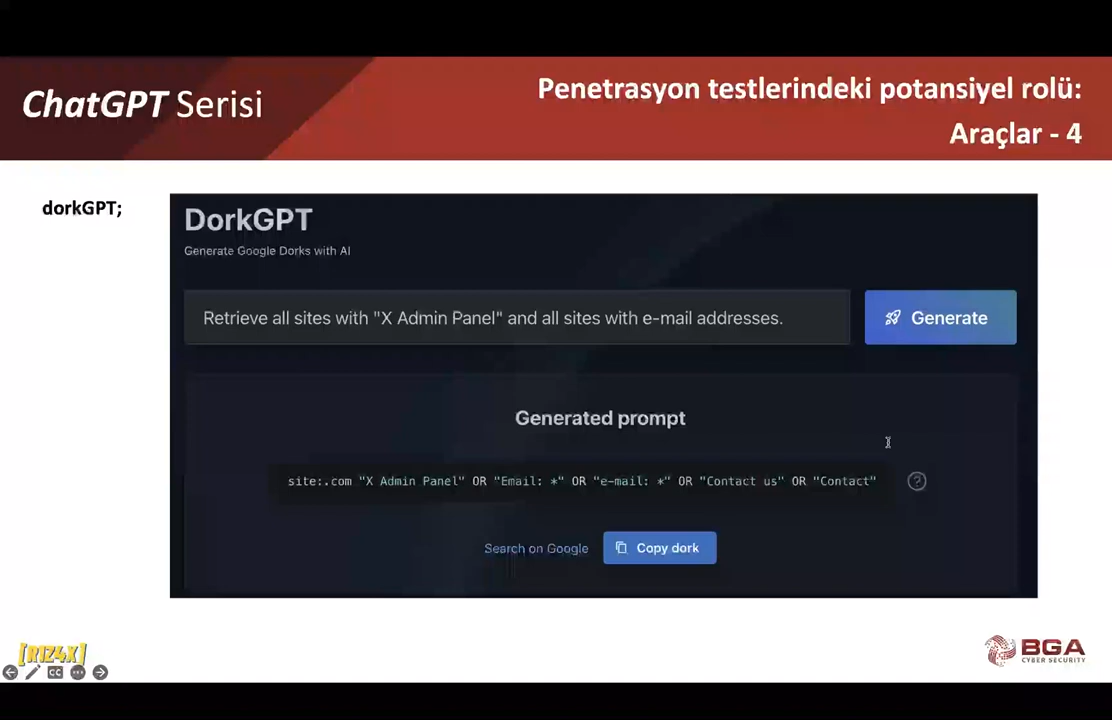 ChatGPT Serisi
Penetrasyon testlerindeki potansiyel rolü:
Araçlar - 4
dorkGPT;
DorkGPT
Generate Google Dorks with AI
Retrieve all sites with "X Admin Panel" and all sites with e-mail addresses.
Generate
Generated prompt
site:.com "X Admin Panel" OR "Email: *" OR "e-mail: *" OR "Contact us" OR "Contact"
?
Search on Google
Copy dork
[R1Z4X]
CC
BGA
CYBER SECURITY